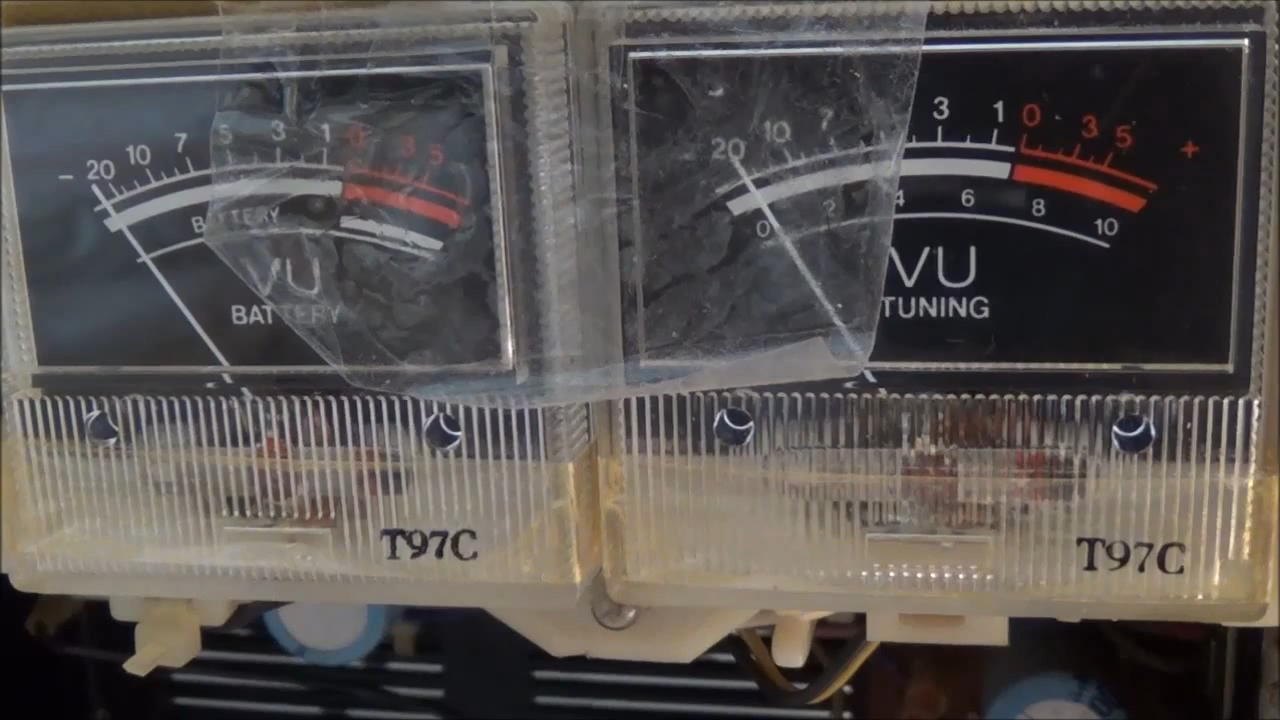 - 20 10 7 5 3 1 0 3 5
BATTERY
VU
BATTERY
T97C
20 10 7 3 1 0 3 5 +
0 2 4 6 8 10
VU
TUNING
T97C